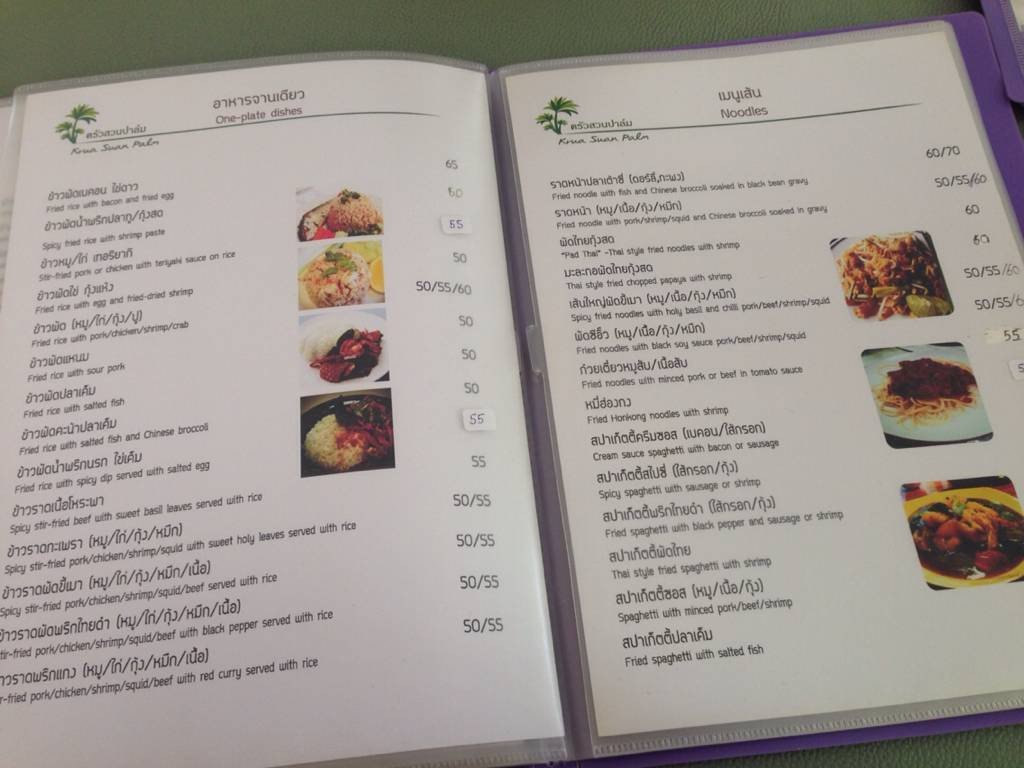 อาหารจานเดียว
One-plate dishes
ครัวสวนปาล์ม
Krua Suan Palm
ข้าวผัดเบคอน ไข่ดาว 65
Fried rice with bacon and fried egg
ข้าวผัดน้ำพริกปลาทู/กุ้งสด 60
Spicy fried rice with shrimp paste
ข้าวหมู/ไก่ เทอริยากิ 55
Stir-fried pork or chicken with teriyaki sauce on rice
ข้าวผัดไข่ กุ้งแห้ง 50
Fried rice with egg and fried-dried shrimp
ข้าวผัด (หมู/ไก่/กุ้ง/ปู) 50/55/60
Fried rice with pork/chicken/shrimp/crab
ข้าวผัดแหนม 50
Fried rice with sour pork
ข้าวผัดปลาเค็ม 50
Fried rice with salted fish
ข้าวผัดคะน้าปลาเค็ม 50
Fried rice with salted fish and Chinese broccoli
ข้าวผัดน้ำพริกนรก ไข่เค็ม 55
Fried rice with spicy dip served with salted egg
ข้าวราดเนื้อโหระพา 55
Spicy stir-fried beef with sweet basil leaves served with rice
ข้าวราดกะเพรา (หมู/ไก่/กุ้ง/หมึก) 50/55
Spicy stir-fried pork/chicken/shrimp/squid with sweet holy leaves served with rice
ข้าวราดผัดขี้เมา (หมู/ไก่/กุ้ง/หมึก/เนื้อ) 50/55
Spicy stir-fried pork/chicken/shrimp/squid/beef served with rice
ข้าวราดผัดพริกไทยดำ (หมู/ไก่/กุ้ง/หมึก/เนื้อ) 50/55
tir-fried pork/chicken/shrimp/squid/beef with black pepper served with rice
าวราดพริกแกง (หมู/ไก่/กุ้ง/หมึก/เนื้อ) 50/55
r-fried pork/chicken/shrimp/squid/beef with red curry served with rice
เมนูเส้น
Noodles
ครัวสวนปาล์ม
Krua Suan Palm
ราดหน้าปลาเต้าซี่ (ดอร์ลี่,กะพง) 60/70
Fried noodle with fish and Chinese broccoli soaked in black bean gravy
ราดหน้า (หมู/เนื้อ/กุ้ง/หมึก) 50/55/60
Fried noodle with pork/shrimp/squid and Chinese broccoli soaked in gravy
ผัดไทยกุ้งสด 60
"Pad Thai" -Thai style fried noodles with shrimp
มะละกอผัดไทยกุ้งสด 60
Thai style fried chopped papaya with shrimp
เส้นใหญ่ผัดขี้เมา (หมู/เนื้อ/กุ้ง/หมึก) 50/55/60
Spicy fried noodles with holy basil and chilli pork/beef/shrimp/squid
ผัดซีอิ๊ว (หมู/เนื้อ/กุ้ง/หมึก) 50/55/6
Fried noodles with black soy sauce pork/beef/shrimp/squid
ก๋วยเตี๋ยวหมูสับ/เนื้อสับ 55
Fried noodles with minced pork or beef in tomato sauce
หมี่ฮ่องกง 5
Fried Honkong noodles with shrimp
สปาเก็ตตี้ครีมซอส (เบคอน/ไส้กรอก)
Cream sauce spaghetti with bacon or sausage
สปาเก็ตตี้สไปซี่ (ไส้กรอก/กุ้ง)
Spicy spaghetti with sausage or shrimp
สปาเก็ตตี้พริกไทยดำ (ไส้กรอก/กุ้ง)
Fried spaghetti with black pepper and sausage or shrimp
สปาเก็ตตี้ผัดไทย
Thai style fried spaghetti with shrimp
สปาเก็ตตี้ซอส (หมู/เนื้อ/กุ้ง)
Spaghetti with minced pork/beef/shrimp
สปาเก็ตตี้ปลาเค็ม
Fried spaghetti with salted fish